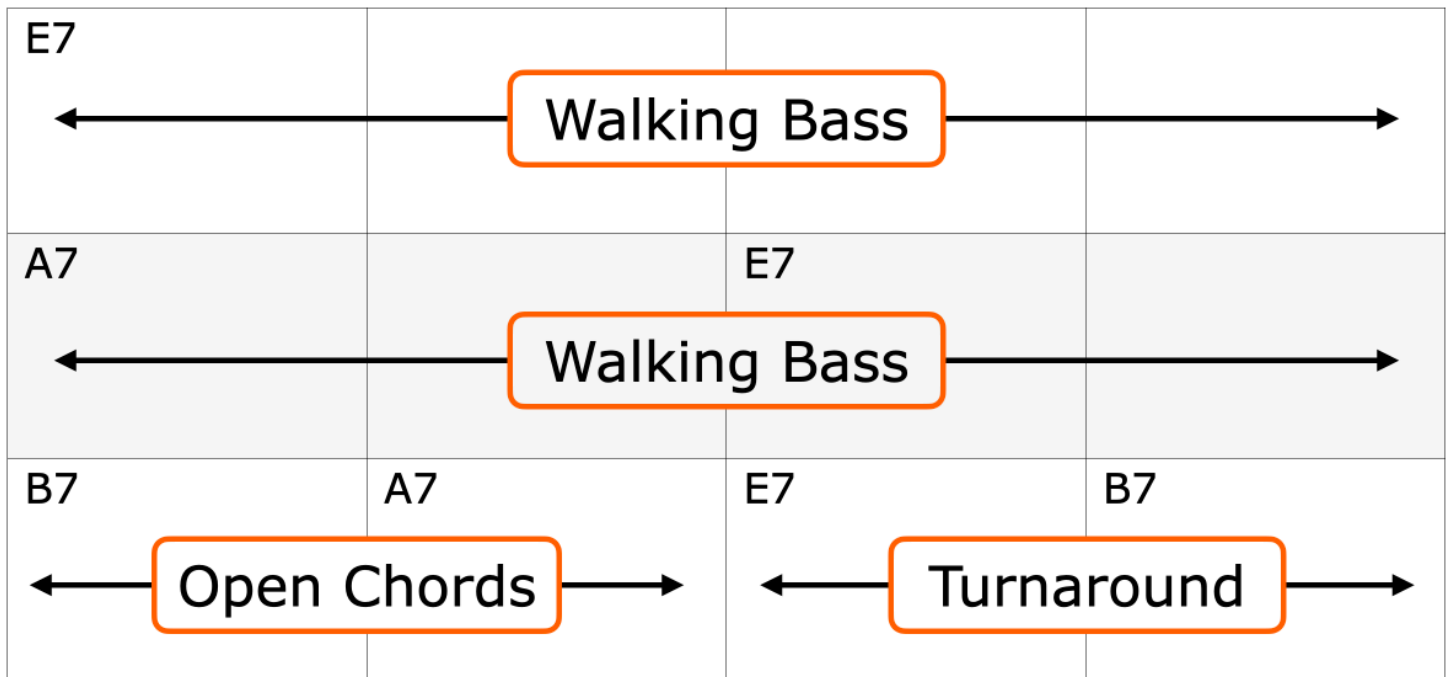 E7
Walking Bass
A7 E7
Walking Bass
B7 A7 E7 B7
Open Chords Turnaround